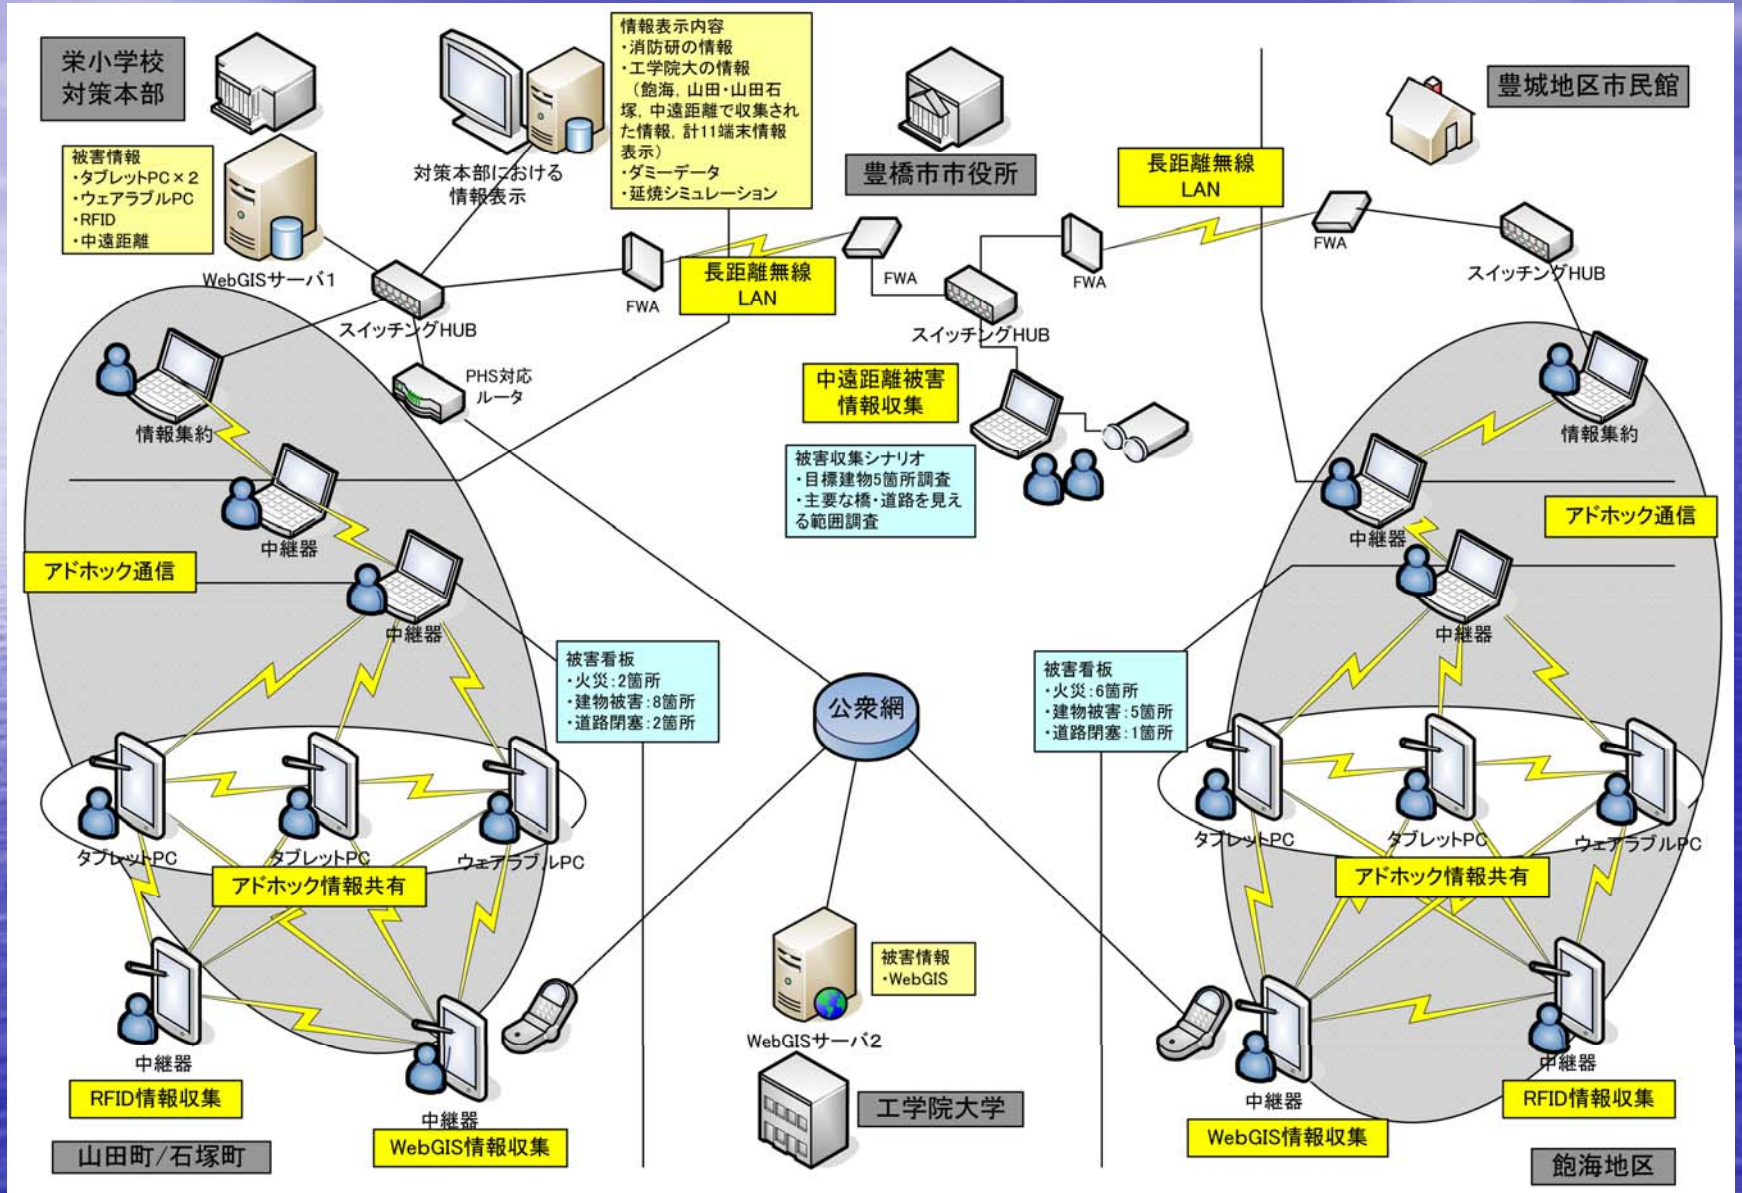 栄小学校
対策本部
被害情報
・タブレットPC×2
・ウェアラブルPC
・RFID
・中遠距離
WebGISサーバ1
対策本部における
情報表示
情報表示内容
・消防研の情報
・工学院大の情報
（飽海，山田・山田石
塚，中遠距離で収集され
た情報，計11端末情報
表示）
・ダミーデータ
・延焼シミュレーション
豊橋市市役所
長距離無線
LAN
豊城地区市民館
スイッチングHUB
FWA
長距離無線
LAN
FWA
スイッチングHUB
FWA
FWA
スイッチングHUB
PHS対応
ルータ
情報集約
中継器
アドホック通信
中継器
中遠距離被害
情報収集
被害収集シナリオ
・目標建物5箇所調査
・主要な橋・道路を見え
る範囲調査
情報集約
中継器
アドホック通信
中継器
被害看板
・火災：2箇所
・建物被害：8箇所
・道路閉塞：2箇所
公衆網
被害看板
・火災：6箇所
・建物被害：5箇所
・道路閉塞：1箇所
タブレットPC
タブレットPC
ウェアラブルPC
アドホック情報共有
タブレットPC
タブレットPC
ウェアラブルPC
アドホック情報共有
中継器
RFID情報収集
中継器
WebGIS情報収集
山田町/石塚町
被害情報
・WebGIS
WebGISサーバ2
工学院大学
中継器
WebGIS情報収集
中継器
RFID情報収集
飽海地区